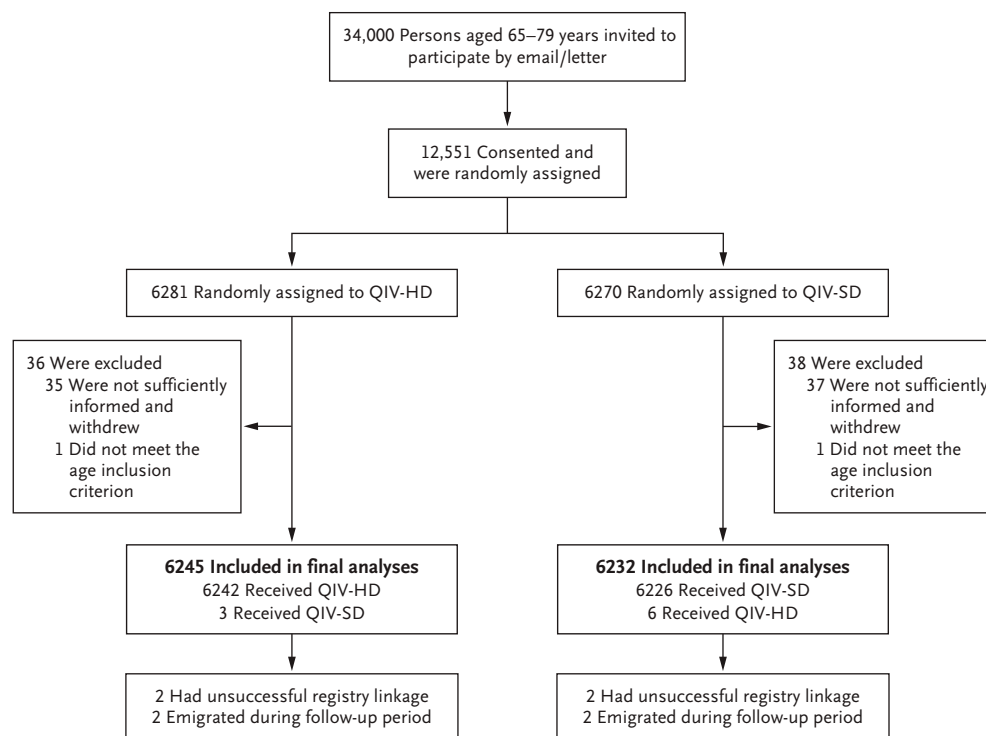 34,000 Persons aged 65–79 years invited to
participate by email/letter
12,551 Consented and
were randomly assigned
6281 Randomly assigned to QIV-HD
6270 Randomly assigned to QIV-SD
36 Were excluded
35 Were not sufficiently
informed and
withdrew
1 Did not meet the
age inclusion
criterion
38 Were excluded
37 Were not sufficiently
informed and
withdrew
1 Did not meet the
age inclusion
criterion
6245 Included in final analyses
6242 Received QIV-HD
3 Received QIV-SD
6232 Included in final analyses
6226 Received QIV-SD
6 Received QIV-HD
2 Had unsuccessful registry linkage
2 Emigrated during follow-up period
2 Had unsuccessful registry linkage
2 Emigrated during follow-up period